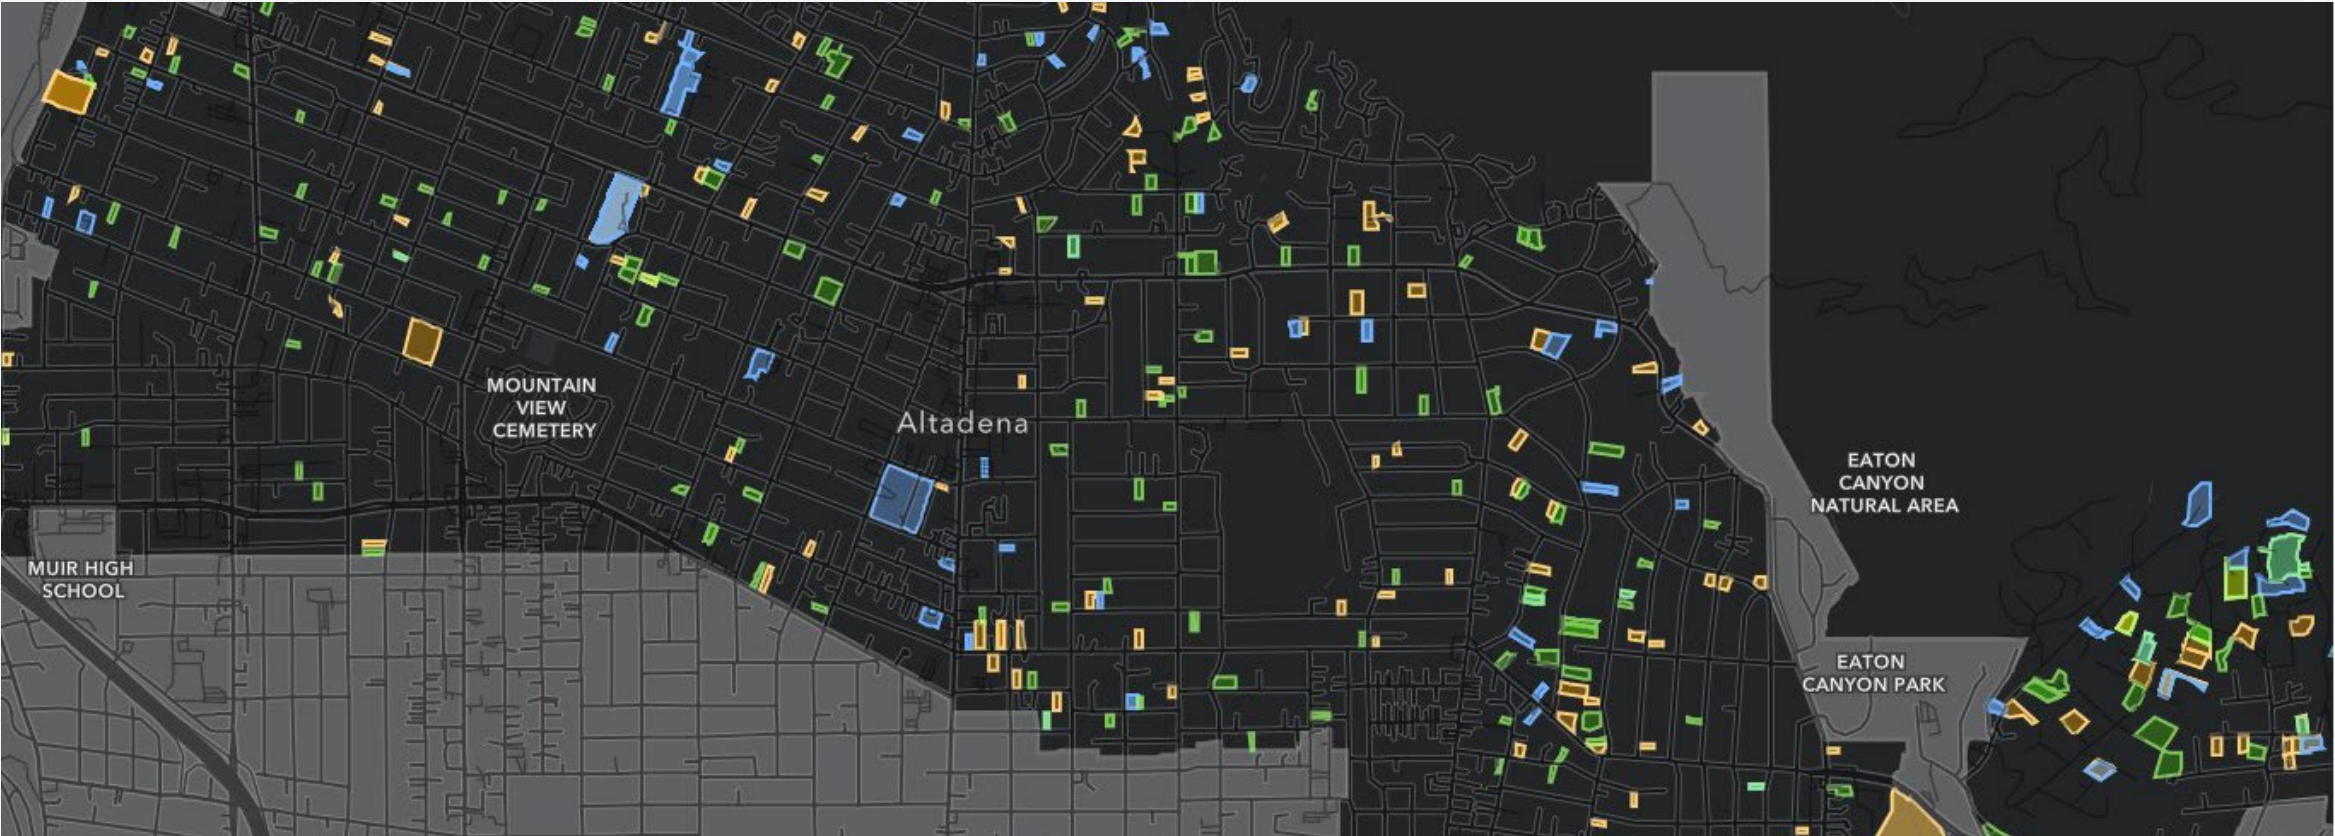 MOUNTAIN
VIEW
CEMETERY
Altadena
EATON
CANYON
NATURAL AREA
MUIR HIGH
SCHOOL
EATON
CANYON PARK